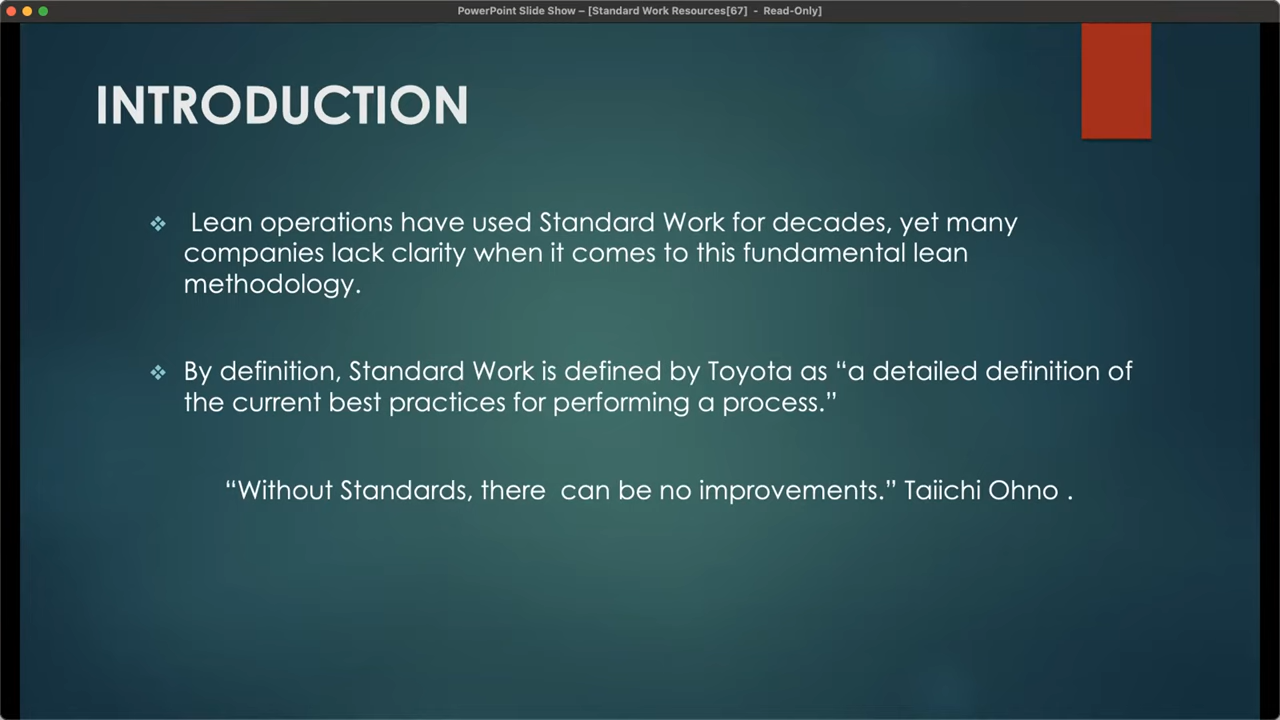 PowerPoint Slide Show – [Standard Work Resources[67] - Read-Only]
INTRODUCTION
❖ Lean operations have used Standard Work for decades, yet many
companies lack clarity when it comes to this fundamental lean
methodology.
❖ By definition, Standard Work is defined by Toyota as “a detailed definition of
the current best practices for performing a process.”
“Without Standards, there  can be no improvements.” Taiichi Ohno .